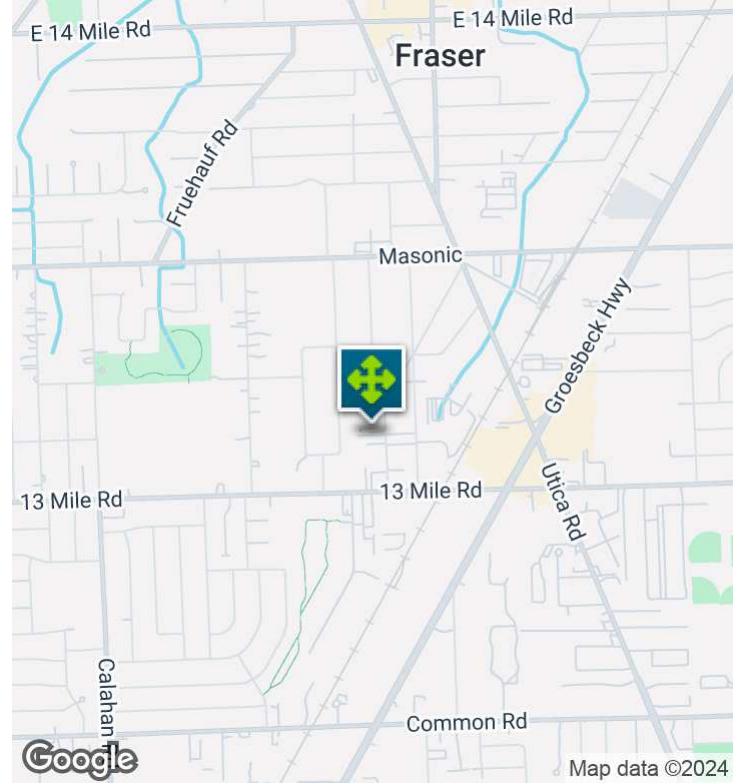 E 14 Mile Rd
E 14 Mile Rd
Fraser
Fruehauf Rd
Masonic
Groesbeck Hwy
13 Mile Rd
13 Mile Rd
Utica Rd
Calahan
Common Rd
Google
Map data ©2024